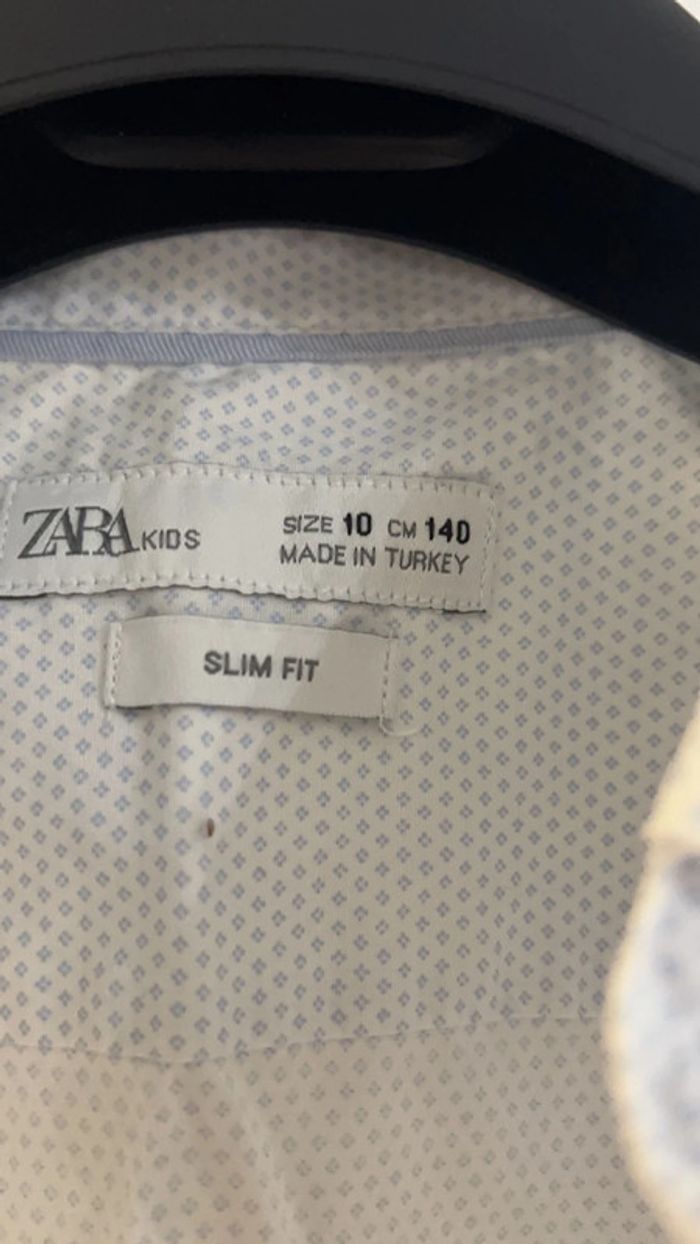 ZARA KIDS SIZE 10 CM 140
MADE IN TURKEY
SLIM FIT